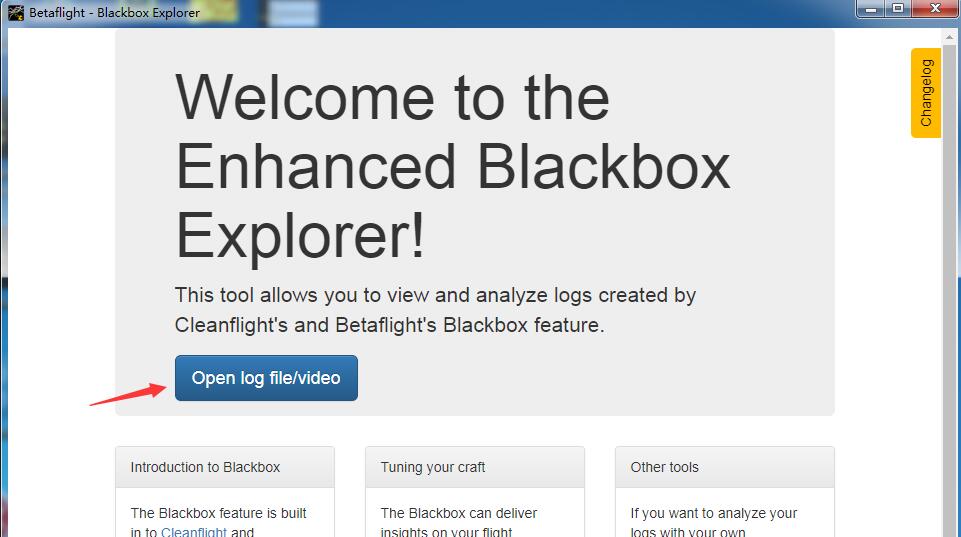 Betaflight - Blackbox Explorer
Changelog
Welcome to the
Enhanced Blackbox
Explorer!
This tool allows you to view and analyze logs created by
Cleanflight's and Betaflight's Blackbox feature.
Open log file/video
Introduction to Blackbox
The Blackbox feature is built
in to Cleanflight and
Tuning your craft
The Blackbox can deliver
insights on your flight
Other tools
If you want to analyze your
logs with your own